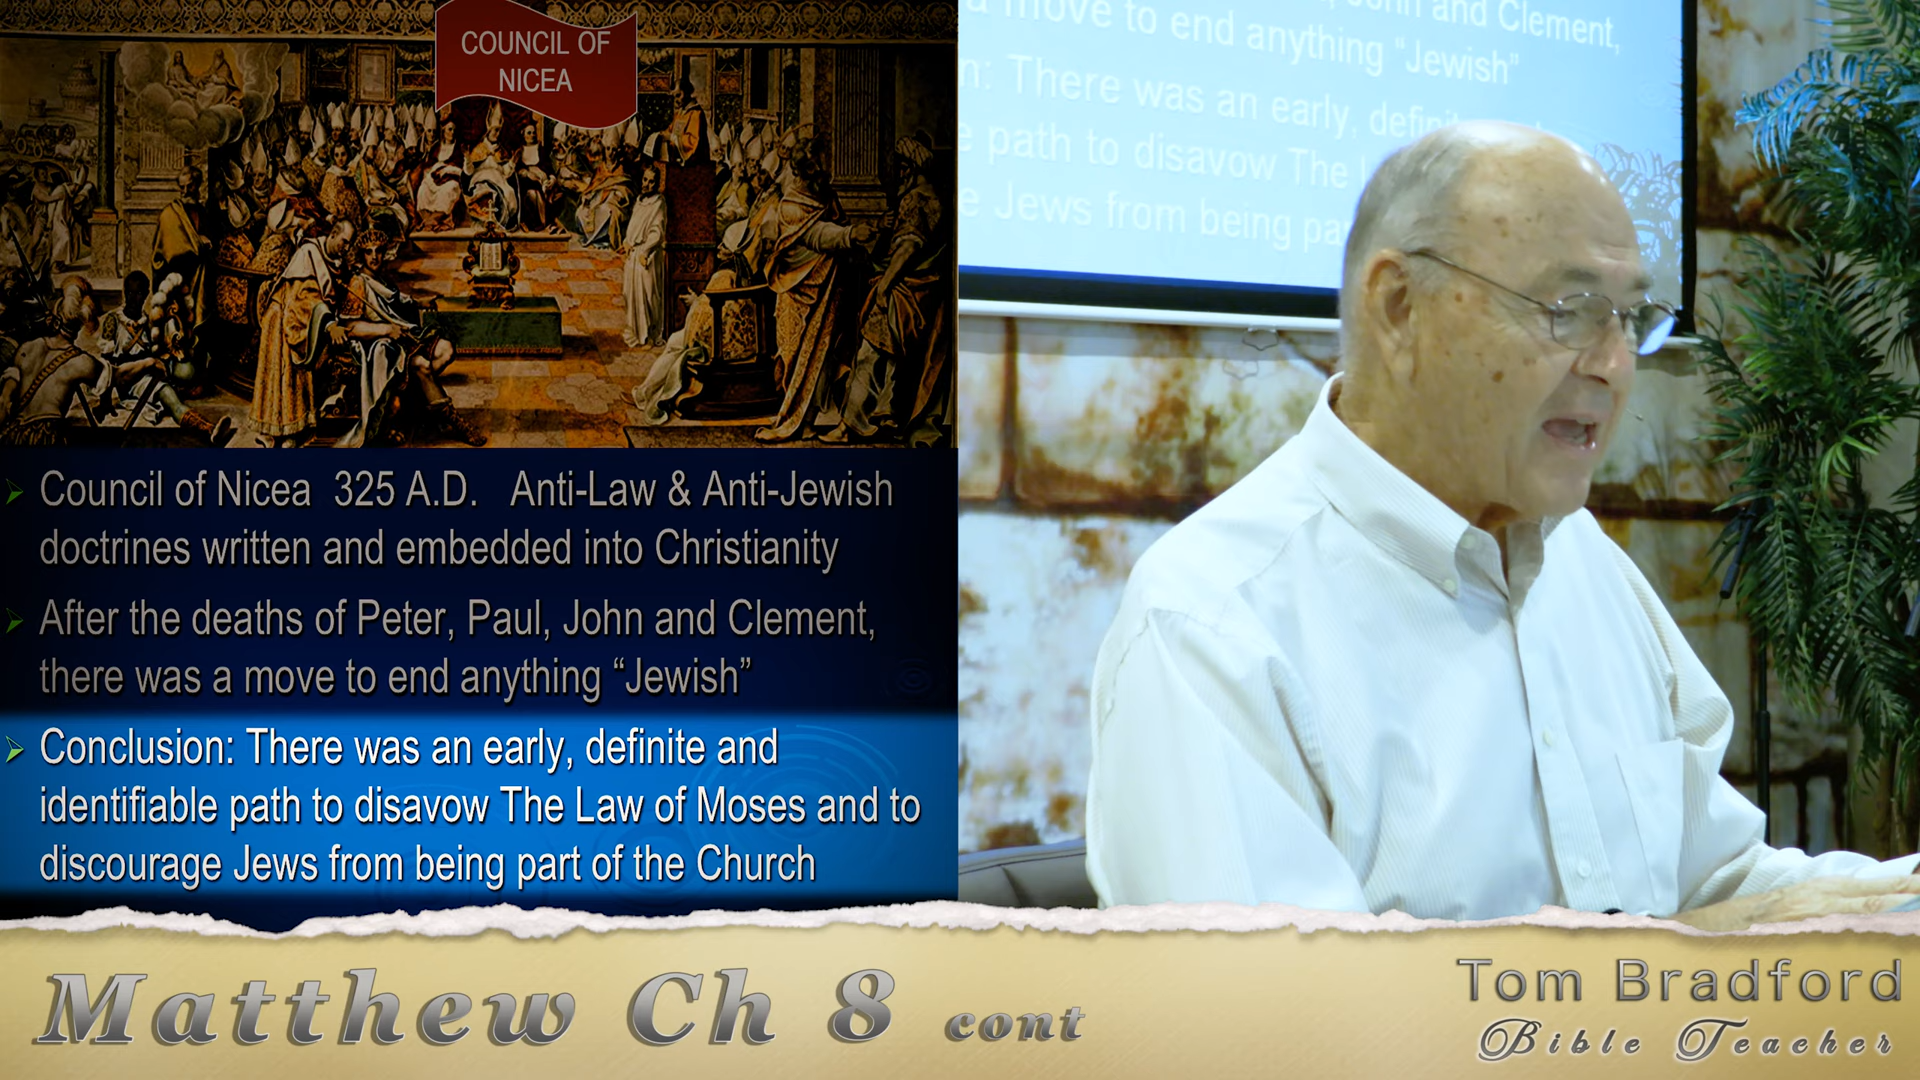 COUNCIL OF
NICEA
Council of Nicea 325 A.D. Anti-Law & Anti-Jewish
doctrines written and embedded into Christianity
After the deaths of Peter, Paul, John and Clement,
there was a move to end anything “Jewish”
Conclusion: There was an early, definite and
identifiable path to disavow The Law of Moses and to
discourage Jews from being part of the Church
John and Clement,
move to end anything “Jewish”
There was an early,
path to disavow The
Jews from being
Matthew Ch 8 cont
Tom Bradford
Bible Teacher